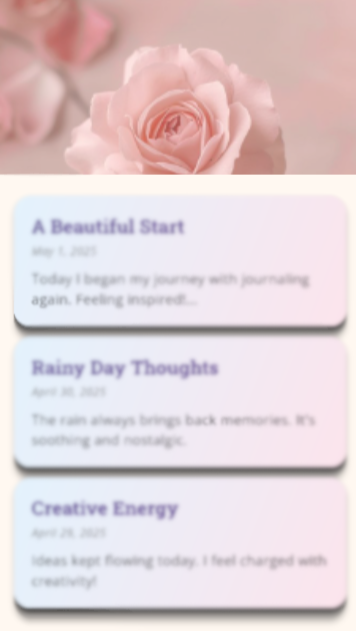 A Beautiful Start
May 1, 2025
Today I began my journey with journaling
again. Feeling inspired!...
Rainy Day Thoughts
April 30, 2025
The rain always brings back memories. It's
soothing and nostalgic.
Creative Energy
April 29, 2025
Ideas kept flowing today. I feel charged with
creativity!